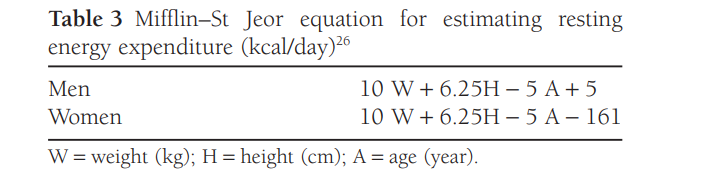 Table 3 Mifflin–St Jeor equation for estimating resting
energy expenditure (kcal/day)26
Men 10 W + 6.25H – 5 A + 5
Women 10 W + 6.25H – 5 A – 161
W = weight (kg); H = height (cm); A = age (year).